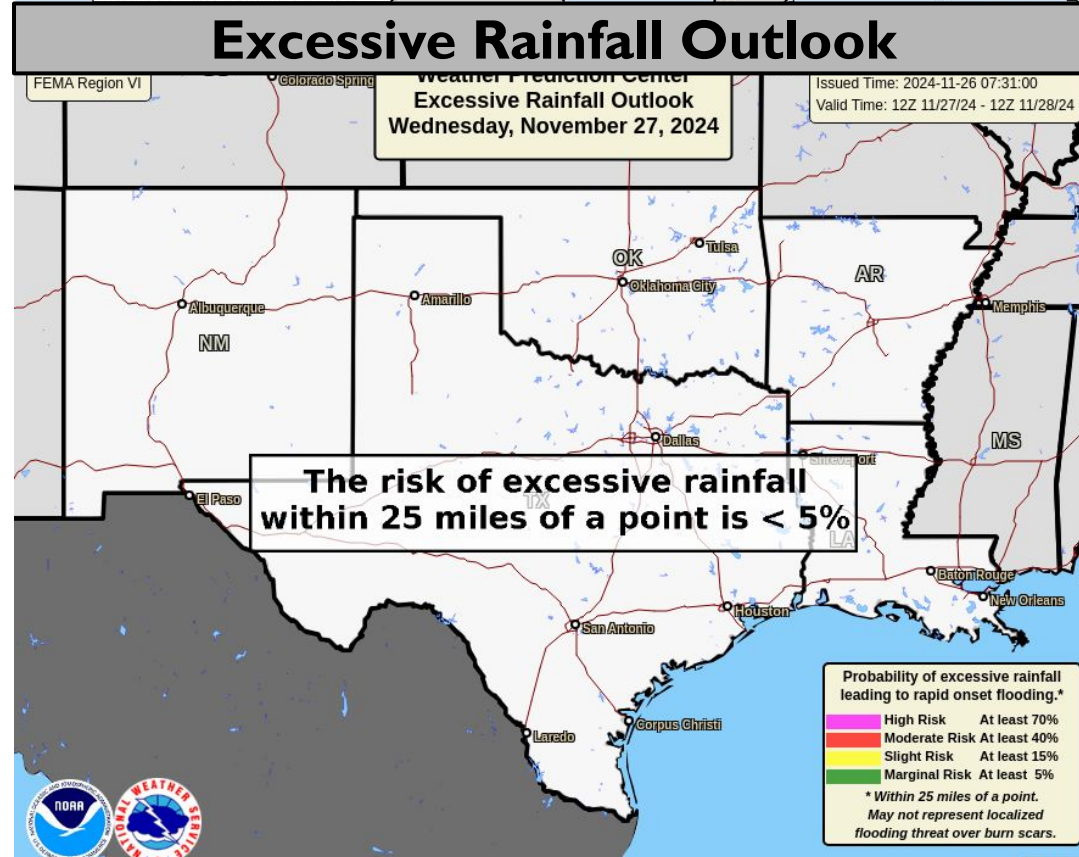 Excessive Rainfall Outlook
FEMA Region VI
Colorado Spring
Weather Prediction Center
Excessive Rainfall Outlook
Wednesday, November 27, 2024
Issued Time: 2024-11-26 07:31:00
Valid Time: 12Z 11/27/24 - 12Z 11/28/24
Tulsa
OK
AR
Oklahoma City
Amarillo
Albuquerque
Memphis
NM
Dallas
MS
Shreveport
The risk of excessive rainfall
El Paso
TX
within 25 miles of a point is < 5%
LA
Baton Rouge
New Orleans
Houston
San Antonio
Corpus Christi
Laredo
Probability of excessive rainfall
leading to rapid onset flooding.*
High Risk At least 70%
Moderate Risk At least 40%
Slight Risk At least 15%
Marginal Risk At least 5%
* Within 25 miles of a point.
May not represent localized
flooding threat over burn scars.
NOAA
NATIONAL WEATHER SERVICE